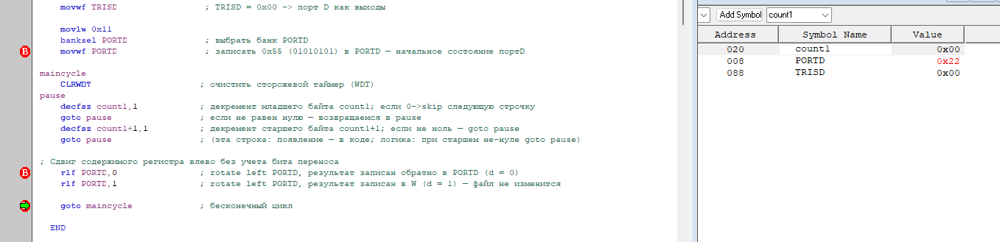 movwf TRISD ; TRISD = 0x00 -> порт D как выходы
movlw 0x11
banksel PORTD ; выбрать банк PORTD
B movwf PORTD ; записать 0x55 (01010101) в PORTD — начальное состояние портD
maincycle
CLRWDT ; очистить сторожевой таймер (WDT)
pause
decfsz count1,1 ; декремент младшего байта count1; если 0->skip следующую строчку
goto pause ; если не равен нулю — возвращаемся в pause
decfsz count1+1,1 ; декремент старшего байта count1+1; если не ноль — goto pause
goto pause ; (эта строка: появление — в коде; логика: при старшем не-нуле goto pause)
; Сдвиг содержимого регистра влево без учета бита переноса
B rlf PORTD,0 ; rotate left PORTD, результат записан обратно в PORTD (d = 0)
rlf PORTD,1 ; rotate left PORTD, результат записан в W (d = 1) — файл не изменится
goto maincycle ; бесконечный цикл
END
Add Symbol count1
Address Symbol Name Value
020 count1 0x00
008 PORTD 0x22
088 TRISD 0x00